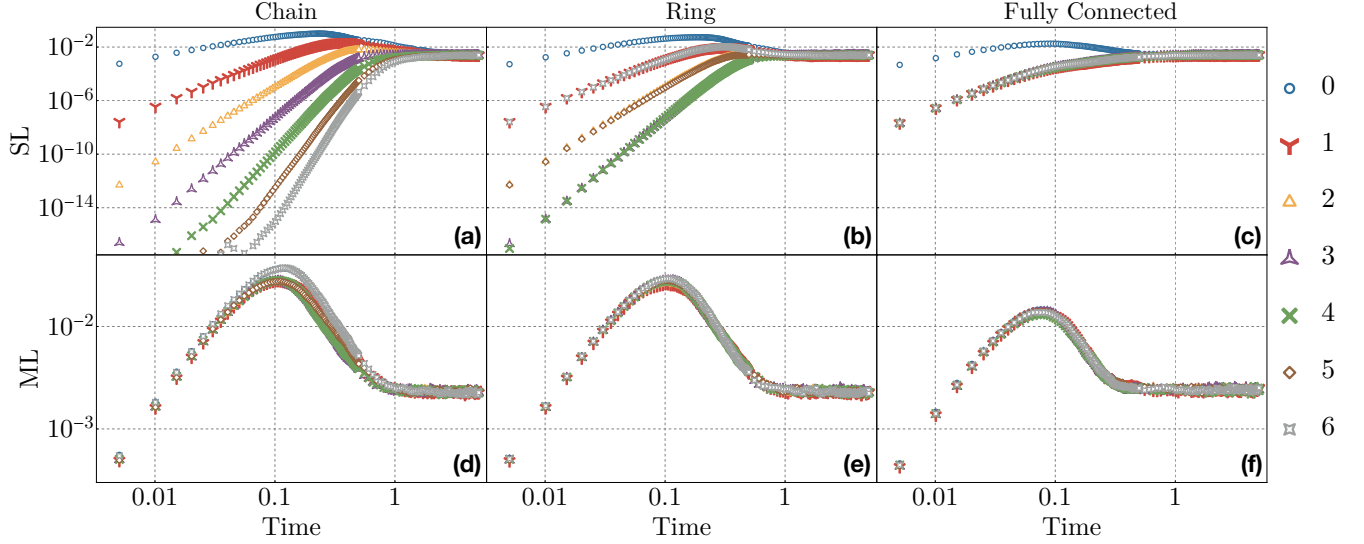 Chain Ring Fully Connected
SL
10⁻²
10⁻⁶
10⁻¹⁰
10⁻¹⁴
(a) (b) (c)
ML
10⁻²
10⁻³
(d) (e) (f)
0.01 0.1 1 0.01 0.1 1 0.01 0.1 1
Time Time Time
0
1
2
3
4
5
6